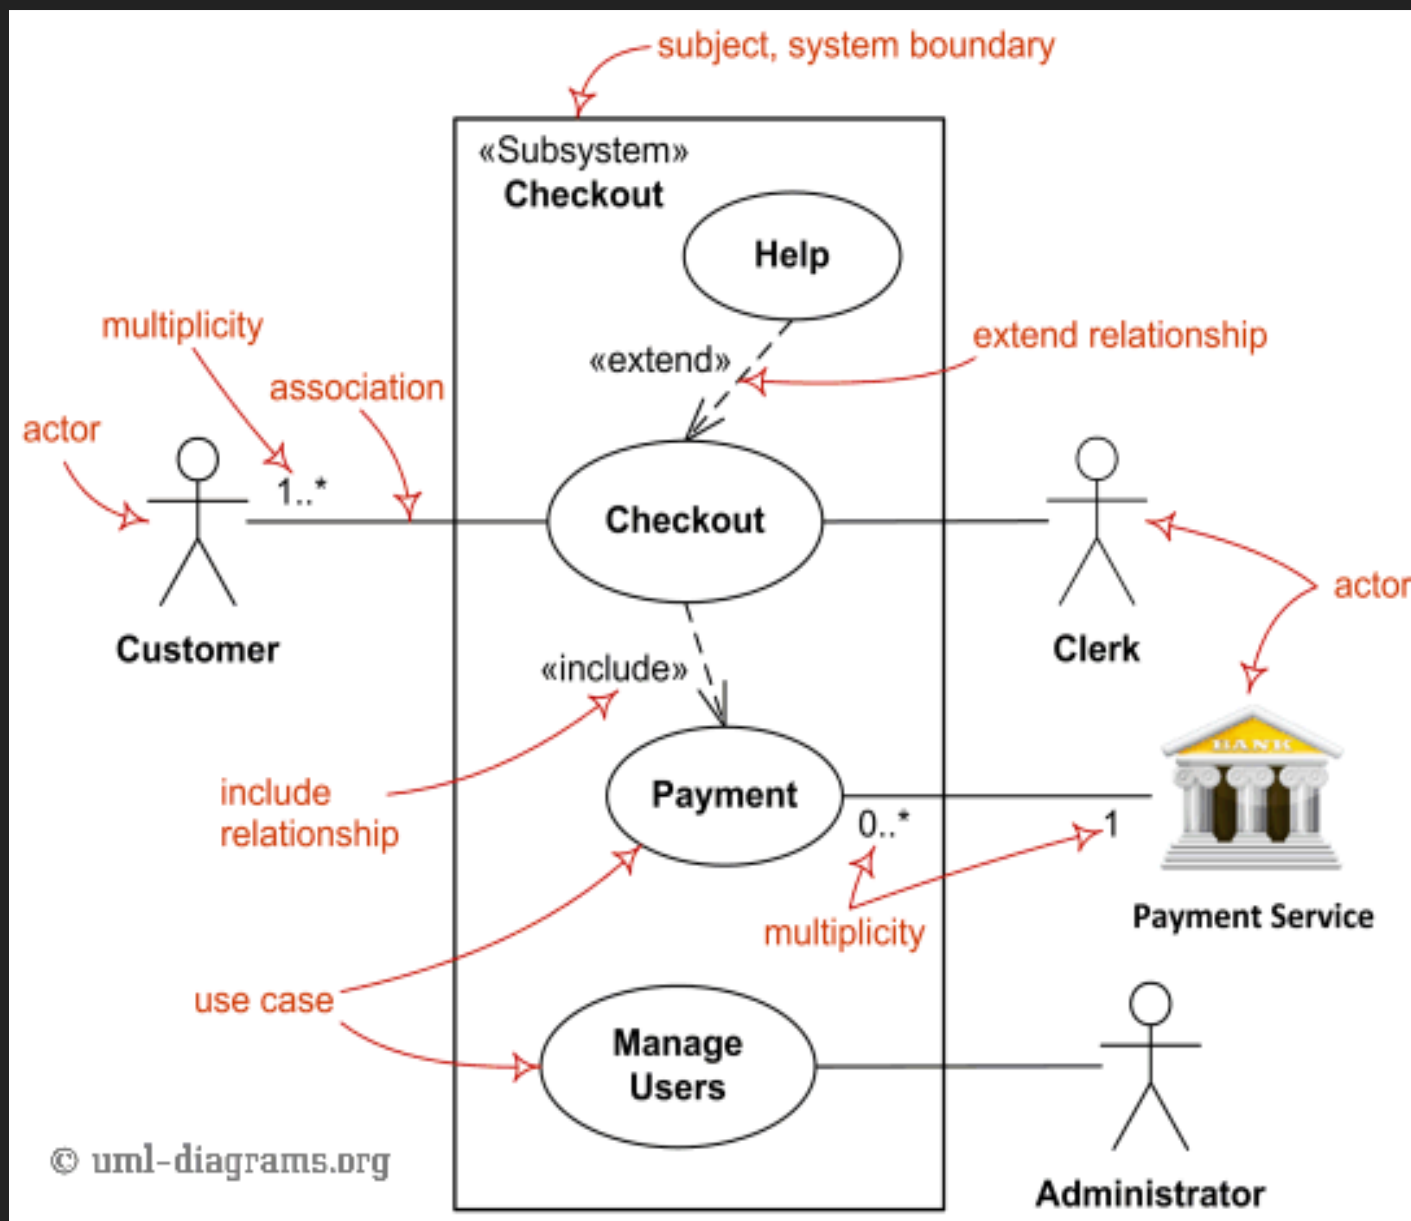 subject, system boundary
«Subsystem»
Checkout
Help
multiplicity
«extend»
extend relationship
association
actor
1..*
Checkout
actor
Customer
Clerk
«include»
BANK
include
relationship
Payment
0..*
1
multiplicity
Payment Service
use case
Manage
Users
© uml-diagrams.org
Administrator